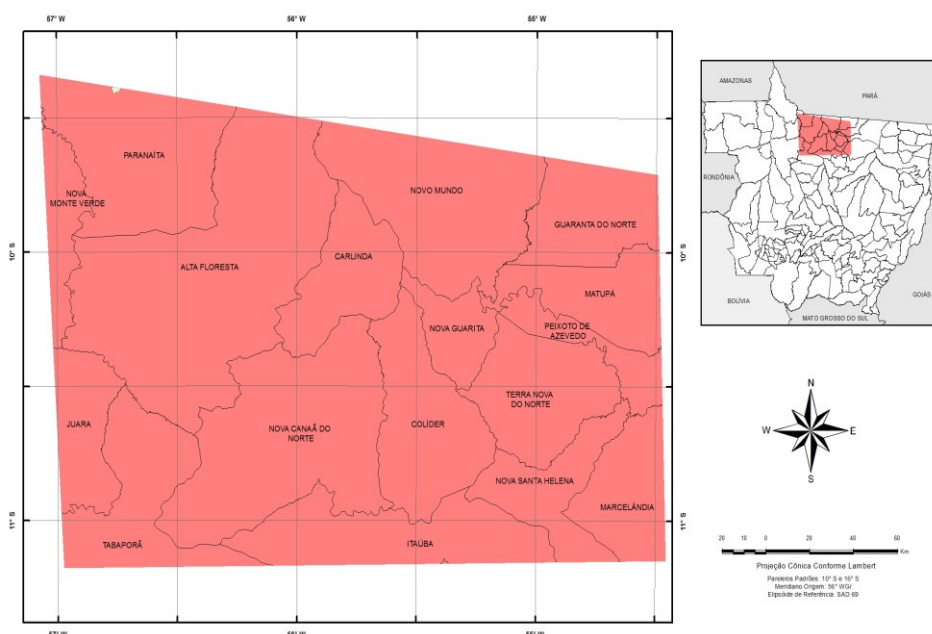 57° W
56° W
55° W
PARANAÍTA
NOVA
MONTE VERDE
NOVO MUNDO
GUARANTA DO NORTE
10° S
10° S
CARLINDA
ALTA FLORESTA
MATUPÁ
NOVA GUARITA
PEIXOTO DE
AZEVEDO
TERRA NOVA
DO NORTE
JUARA
NOVA CANAÃ DO
NORTE
COLÍDER
NOVA SANTA HELENA
MARCELÂNDIA
11° S
11° S
TABAPORÃ
ITAÚBA
57° W
56° W
55° W
AMAZONAS
PARÁ
RONDÔNIA
BOLÍVIA
GOIÁS
MATO GROSSO DO SUL
N
W
E
S
20 10 0 20 40 60
Km
Projeção Cônica Conforme Lambert
Paralelos Padrões: 10° S e 16° S
Meridiano Origem: 56° WGr
Elipsóide de Referência: SAD 69